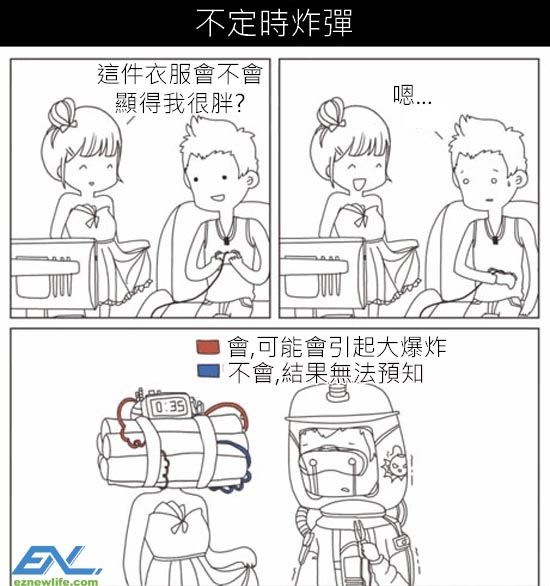 不定時炸彈
這件衣服會不會
顯得我很胖?
嗯...
會,可能會引起大爆炸
不會,結果無法預知
0:35
ENL
eznewlife.com